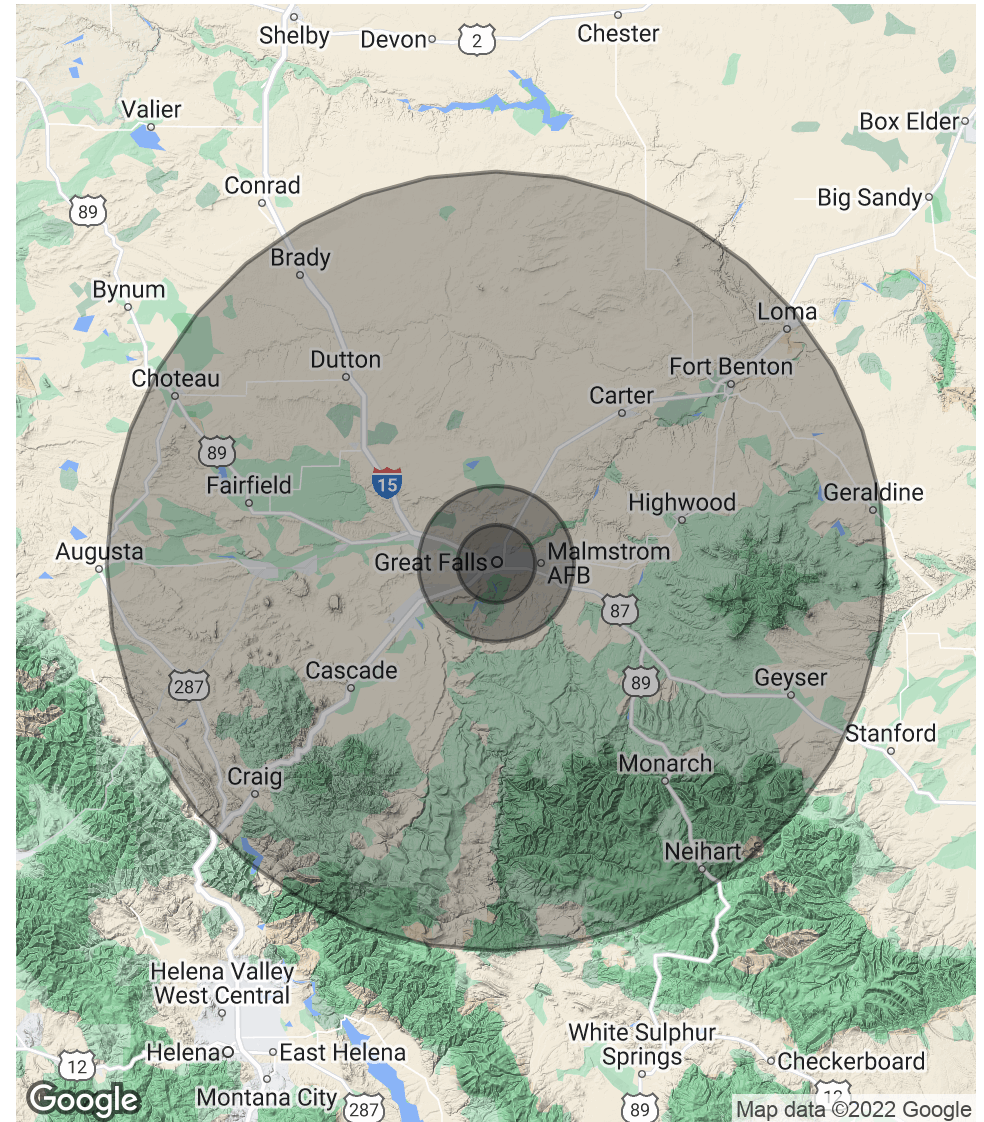 Shelby
Devon
2
Chester
Valier
Box Elder
Conrad
Big Sandy
89
Brady
Bynum
Loma
Dutton
Fort Benton
Choteau
Carter
89
15
Fairfield
Highwood
Geraldine
Augusta
Great Falls
Malmstrom
AFB
87
Cascade
287
89
Geyser
Stanford
Craig
Monarch
Neihart
Helena Valley
West Central
White Sulphur
Springs
Helena
East Helena
Checkerboard
12
Montana City
287
89
12
Google
Map data ©2022 Google